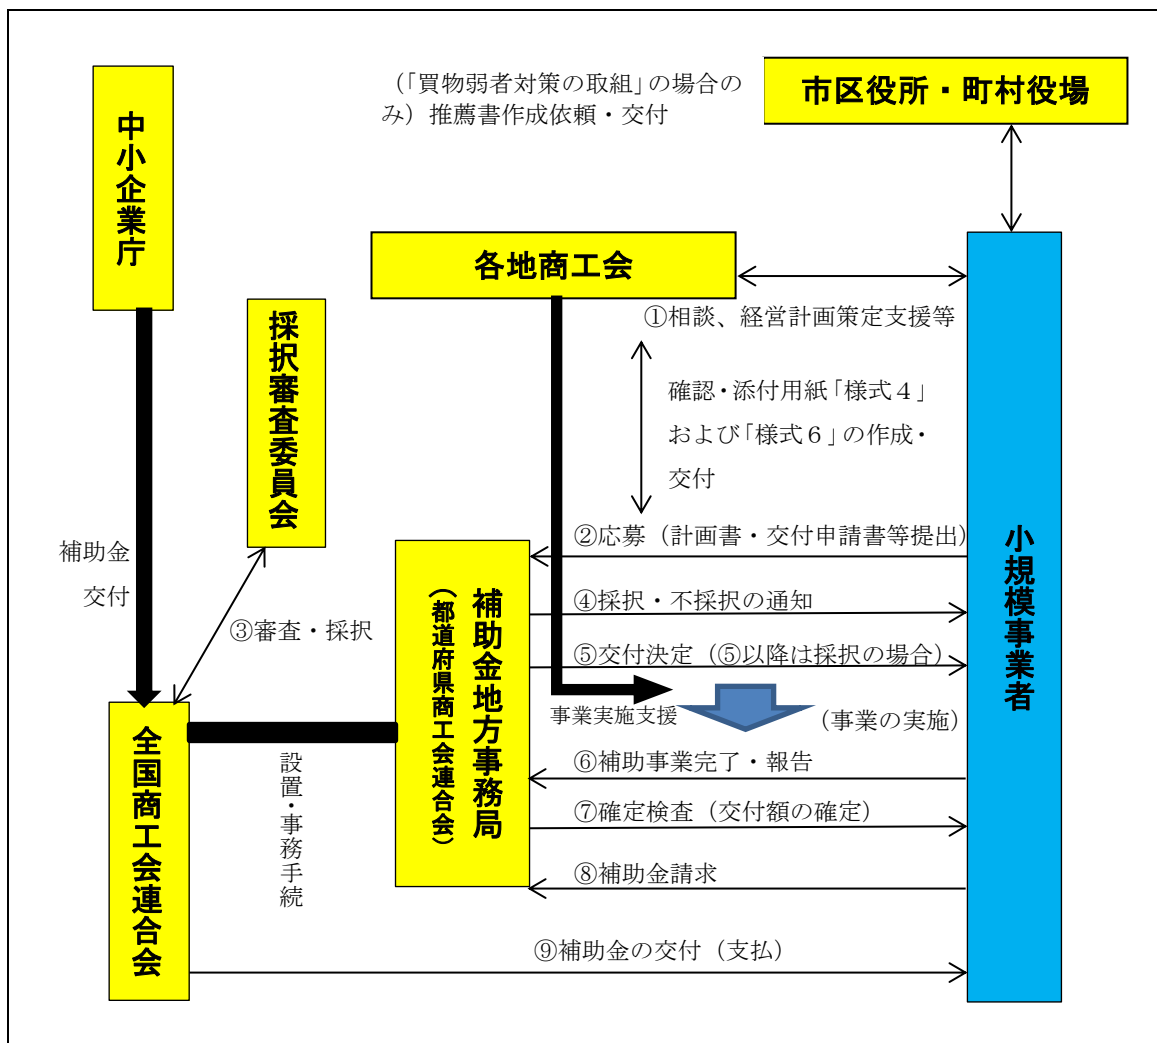 （「買物弱者対策の取組」の場合の
み）推薦書作成依頼・交付
市区役所・町村役場
中小企業庁
各地商工会
採択審査委員会
①相談、経営計画策定支援等
確認・添付用紙「様式４」
および「様式６」の作成・
交付
補助金
交付
②応募（計画書・交付申請書等提出）
小規模事業者
補助金地方事務局
（都道府県商工会連合会）
④採択・不採択の通知
③審査・採択
⑤交付決定（⑤以降は採択の場合）
事業実施支援
（事業の実施）
全国商工会連合会
設置・事務手続
⑥補助事業完了・報告
⑦確定検査（交付額の確定）
⑧補助金請求
⑨補助金の交付（支払）